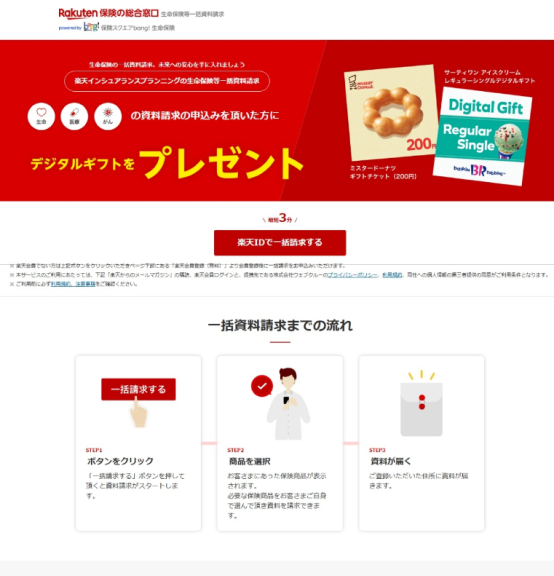 Rakuten 保険の総合窓口 生命保険等一括資料請求
powered by bang! 保険スクエアbang! 生命保険
生命保険の一括資料請求。未来への安心を手に入れましょう
楽天インシュアランスプランニングの生命保険等一括資料請求
生命 医療 がん の資料請求の申込みを頂いた方に
デジタルギフトをプレゼント
mister Donut
200円
ミスタードーナツ
ギフトチケット（200円）
サーティワン アイスクリーム
レギュラーシングルデジタルギフト
Digital Gift
Regular
Single
baskin BR robbins
\ 最短3分 /
楽天IDで一括請求する
※ 楽天会員でない方は上記ボタンをクリックいただきページ下部にある「楽天会員登録（無料）」より会員登録後に一括請求をお申込みいただけます。
※ 本サービスのご利用にあたっては、下記「楽天からのメールマガジン」の購読、楽天会員ログインと、提携先である株式会社ウェブクルーのプライバシーポリシー、利用規約、同社への個人情報の第三者提供の同意がご利用条件となります。
※ ご利用前に必ず利用規約、注意事項をご確認ください。
一括資料請求までの流れ
一括請求する
STEP1
ボタンをクリック
「一括請求する」ボタンを押して
頂くと資料請求がスタートしま
す。
STEP2
商品を選択
お客さまにあった保険商品が表示
されます。
必要な保険商品をお客さまご自身
で選んで頂き資料を請求できま
す。
STEP3
資料が届く
ご登録いただいた住所に資料が届
きます。